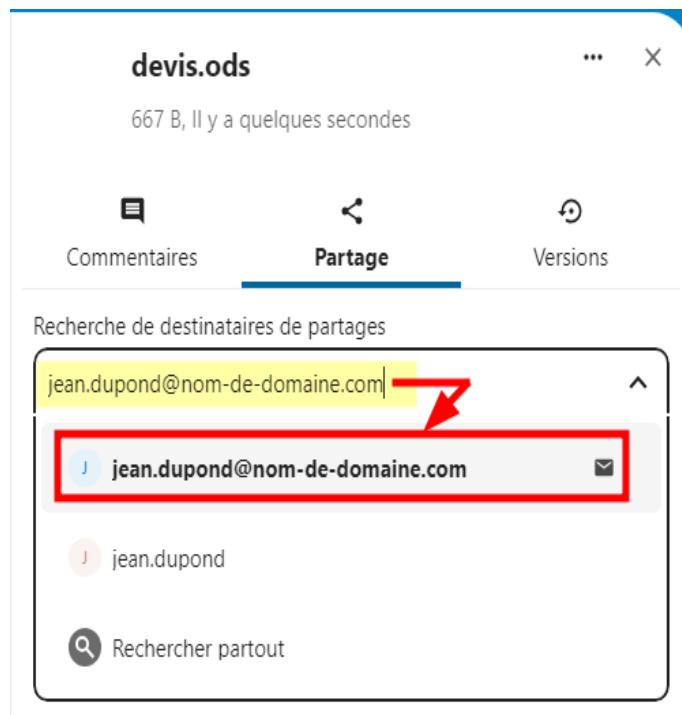 devis.ods
667 B, Il y a quelques secondes
Commentaires Partage Versions
Recherche de destinataires de partages
jean.dupond@nom-de-domaine.com
J jean.dupond@nom-de-domaine.com
J jean.dupond
Rechercher partout